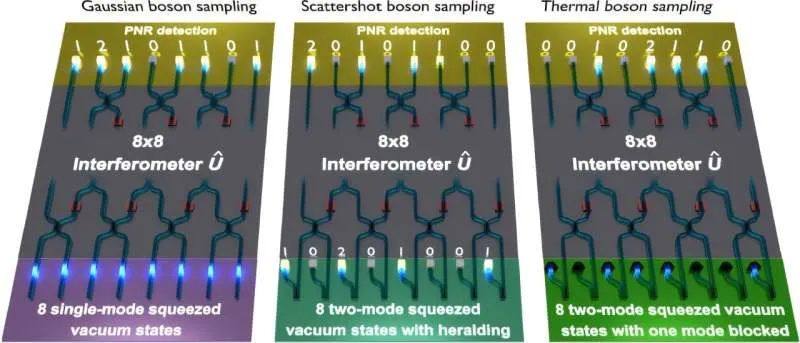 Gaussian boson sampling
PNR detection
1 2 1 0 1 1 0 1
8x8
Interferometer Û
8 single-mode squeezed
vacuum states
Scattershot boson sampling
PNR detection
2 0 1 0 1 1 0 0
8x8
Interferometer Û
1 0 2 0 1 0 0 1
8 two-mode squeezed
vacuum states with heralding
Thermal boson sampling
PNR detection
0 0 1 0 2 1 1 0
8x8
Interferometer Û
8 two-mode squeezed vacuum
states with one mode blocked